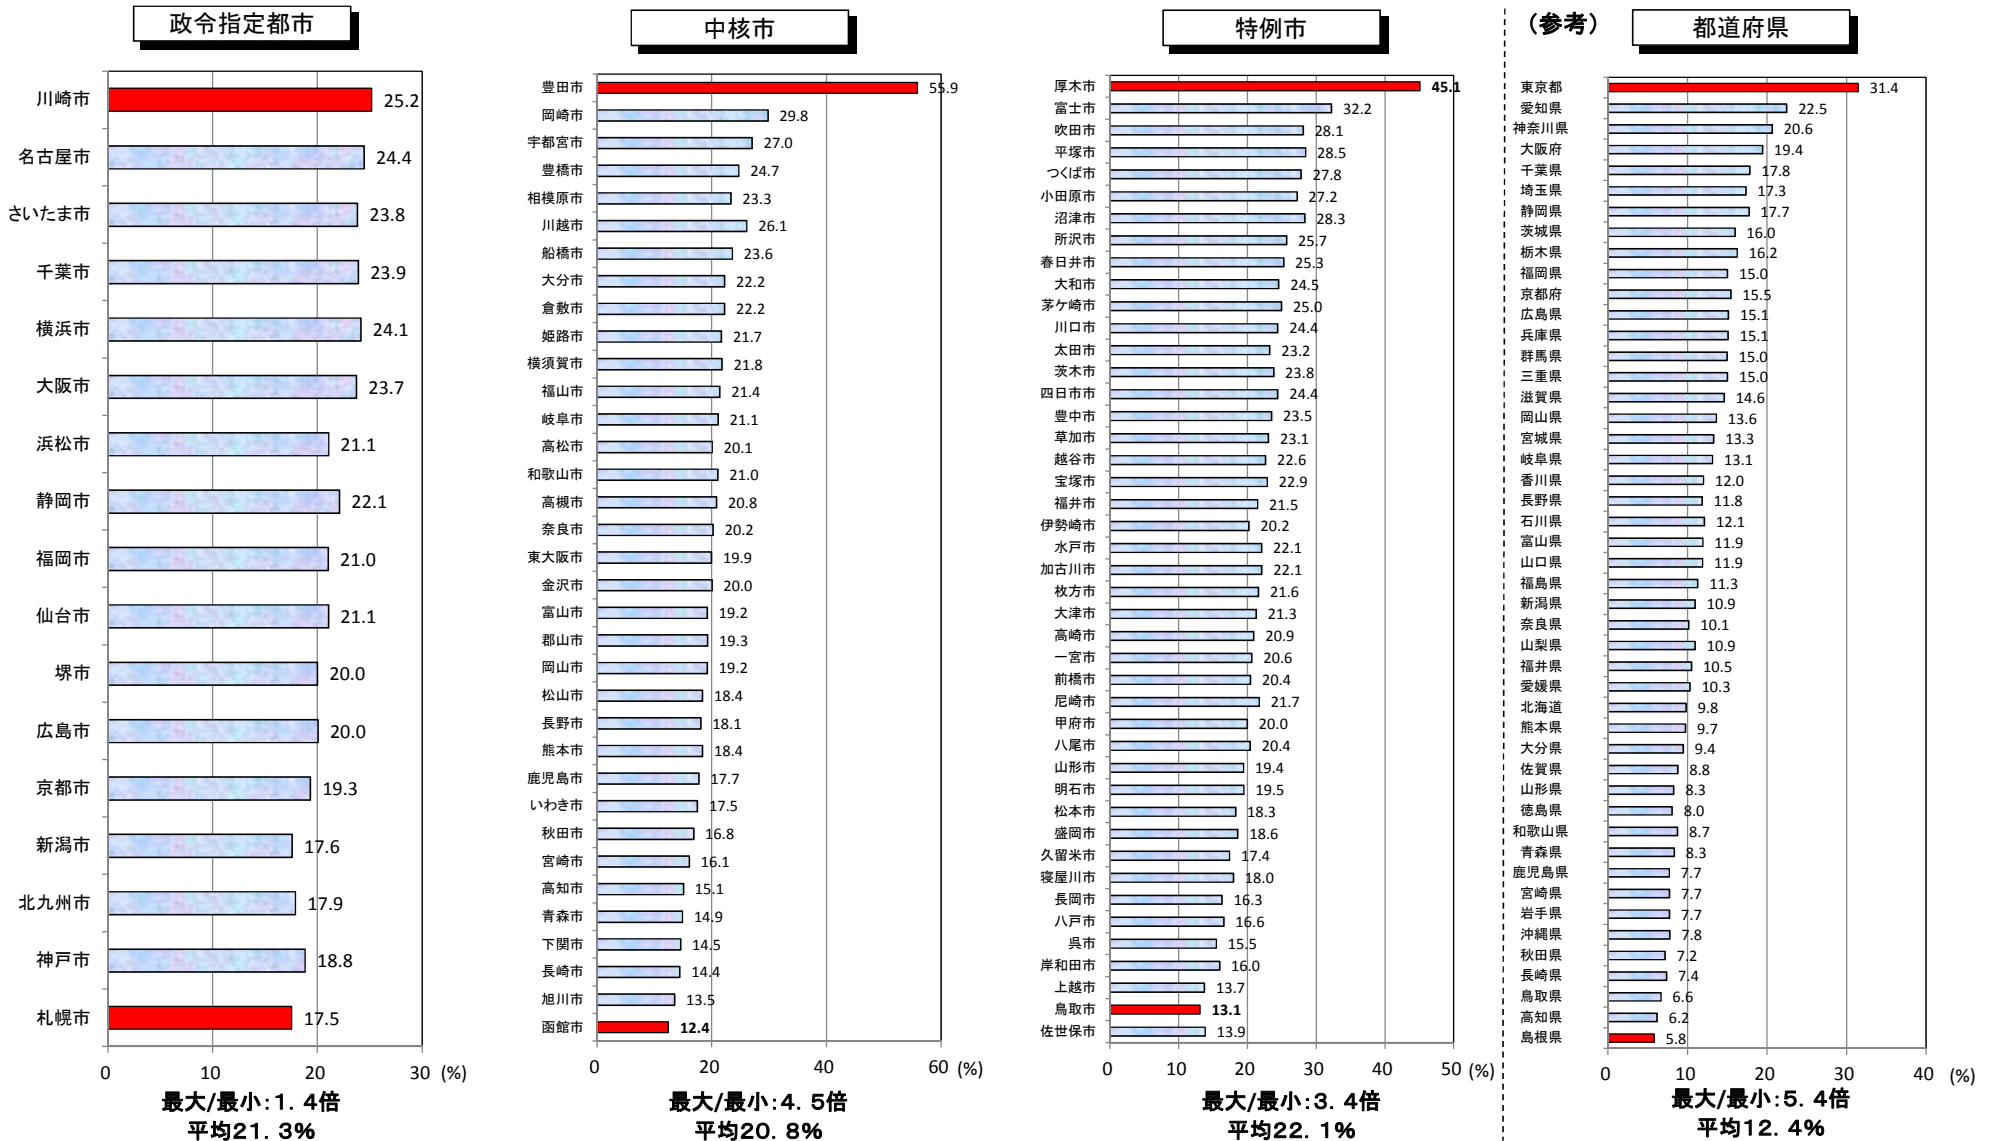 政令指定都市
川崎市 25.2
名古屋市 24.4
さいたま市 23.8
千葉市 23.9
横浜市 24.1
大阪市 23.7
浜松市 21.1
静岡市 22.1
福岡市 21.0
仙台市 21.1
堺市 20.0
広島市 20.0
京都市 19.3
新潟市 17.6
北九州市 17.9
神戸市 18.8
札幌市 17.5
0 10 20 30 (%)
最大/最小:1.4倍
平均21.3%
中核市
豊田市 55.9
岡崎市 29.8
宇都宮市 27.0
豊橋市 24.7
相模原市 23.3
川越市 26.1
船橋市 23.6
大分市 22.2
倉敷市 22.2
姫路市 21.7
横須賀市 21.8
福山市 21.4
岐阜市 21.1
高松市 20.1
和歌山市 21.0
高槻市 20.8
奈良市 20.2
東大阪市 19.9
金沢市 20.0
富山市 19.2
郡山市 19.3
岡山市 19.2
松山市 18.4
長野市 18.1
熊本市 18.4
鹿児島市 17.7
いわき市 17.5
秋田市 16.8
宮崎市 16.1
高知市 15.1
青森市 14.9
下関市 14.5
長崎市 14.4
旭川市 13.5
函館市 12.4
0 20 40 60 (%)
最大/最小:4.5倍
平均20.8%
特例市
厚木市 45.1
富士市 32.2
吹田市 28.1
平塚市 28.5
つくば市 27.8
小田原市 27.2
沼津市 28.3
所沢市 25.7
春日井市 25.3
大和市 24.5
茅ケ崎市 25.0
川口市 24.4
太田市 23.2
茨木市 23.8
四日市市 24.4
豊中市 23.5
草加市 23.1
越谷市 22.6
宝塚市 22.9
福井市 21.5
伊勢崎市 20.2
水戸市 22.1
加古川市 22.1
枚方市 21.6
大津市 21.3
高崎市 20.9
一宮市 20.6
前橋市 20.4
尼崎市 21.7
甲府市 20.0
八尾市 20.4
山形市 19.4
明石市 19.5
松本市 18.3
盛岡市 18.6
久留米市 17.4
寝屋川市 18.0
長岡市 16.3
八戸市 16.6
呉市 15.5
岸和田市 16.0
上越市 13.7
鳥取市 13.1
佐世保市 13.9
0 10 20 30 40 50 (%)
最大/最小:3.4倍
平均22.1%
（参考） 都道府県
東京都 31.4
愛知県 22.5
神奈川県 20.6
大阪府 19.4
千葉県 17.8
埼玉県 17.3
静岡県 17.7
茨城県 16.0
栃木県 16.2
福岡県 15.0
京都府 15.5
広島県 15.1
兵庫県 15.1
群馬県 15.0
三重県 15.0
滋賀県 14.6
岡山県 13.6
宮城県 13.3
岐阜県 13.1
香川県 12.0
長野県 11.8
石川県 12.1
富山県 11.9
山口県 11.9
福島県 11.3
新潟県 10.9
奈良県 10.1
山梨県 10.9
福井県 10.5
愛媛県 10.3
北海道 9.8
熊本県 9.7
大分県 9.4
佐賀県 8.8
山形県 8.3
徳島県 8.0
和歌山県 8.7
青森県 8.3
鹿児島県 7.7
宮崎県 7.7
岩手県 7.7
沖縄県 7.8
秋田県 7.2
長崎県 7.4
鳥取県 6.6
高知県 6.2
島根県 5.8
0 10 20 30 40 (%)
最大/最小:5.4倍
平均12.4%